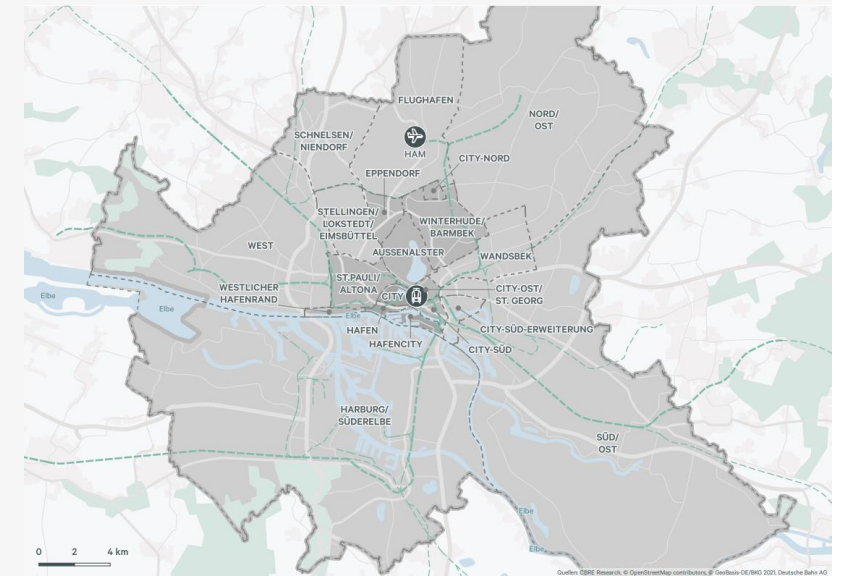 FLUGHAFEN
NORD/
OST
SCHNELSEN/
NIENDORF
HAM
CITY-NORD
EPPENDORF
STELLINGEN/
LOKSTEDT/
EIMSBÜTTEL
WINTERHUDE/
BARMBEK
WEST
AUSSENALSTER
WANDSBEK
ST.PAULI/
ALTONA
WESTLICHER
HAFENRAND
CITY
CITY-OST/
ST. GEORG
Elbe
Elbe
Elbe
HAFEN
CITY-SÜD-ERWEITERUNG
HAFENCITY
CITY-SÜD
HARBURG/
SÜDERELBE
SÜD/
OST
Elbe
Elbe
0 2 4 km
Quellen: CBRE Research, © OpenStreetMap contributors, © GeoBasis-DE/BKG 2021, Deutsche Bahn AG